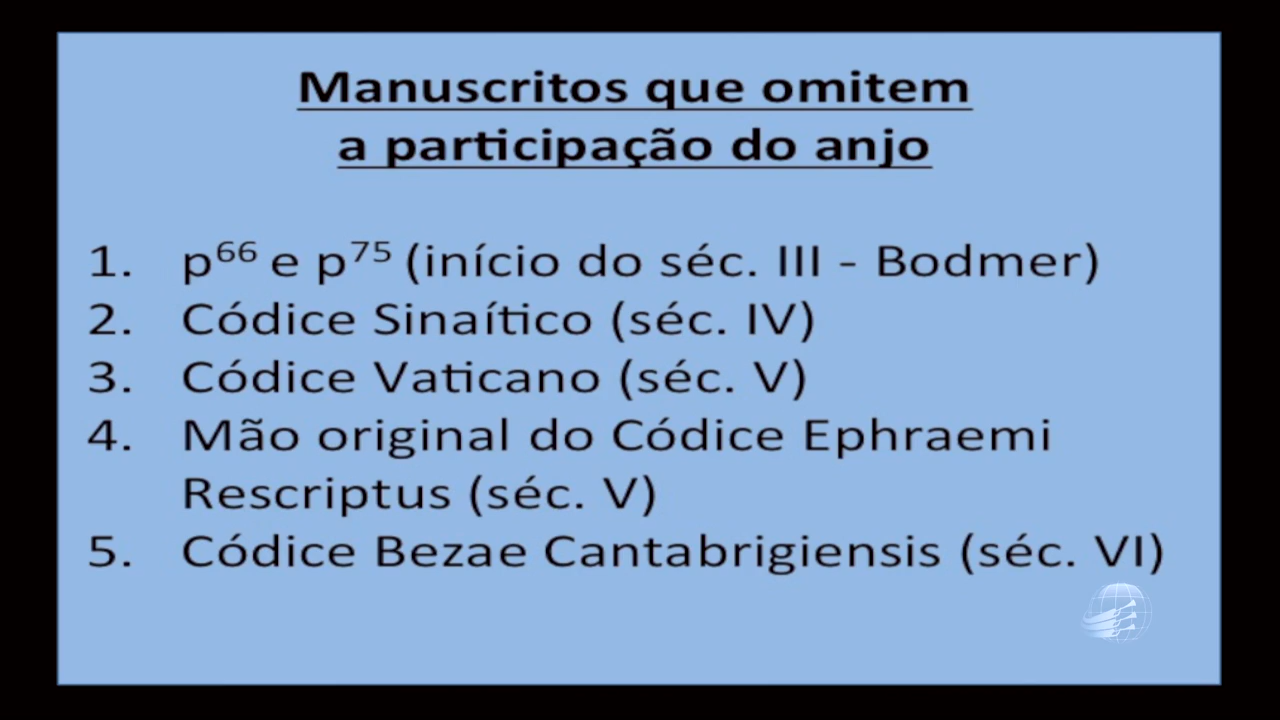 Manuscritos que omitem
a participação do anjo
1. p⁶⁶ e p⁷⁵ (início do séc. III - Bodmer)
2. Códice Sinaítico (séc. IV)
3. Códice Vaticano (séc. V)
4. Mão original do Códice Ephraemi
Rescriptus (séc. V)
5. Códice Bezae Cantabrigiensis (séc. VI)